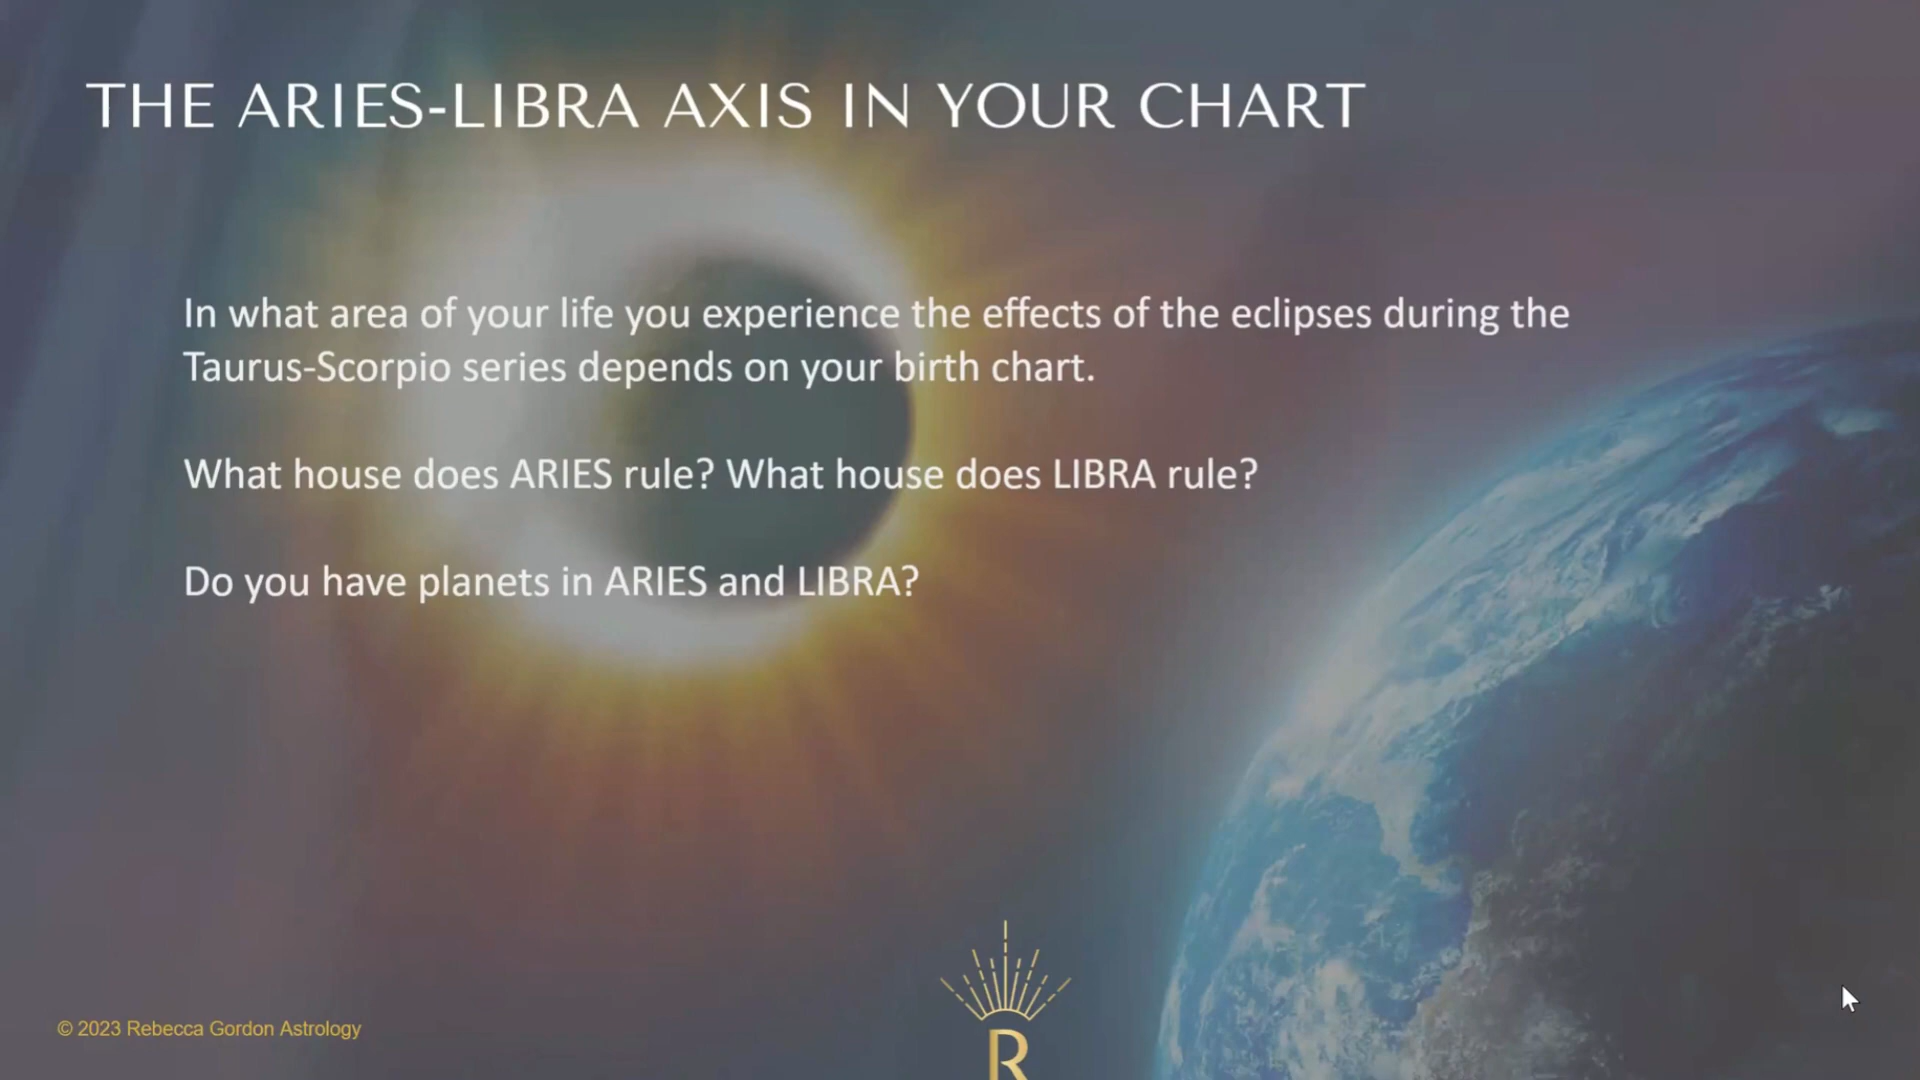 THE ARIES-LIBRA AXIS IN YOUR CHART
In what area of your life you experience the effects of the eclipses during the
Taurus-Scorpio series depends on your birth chart.
What house does ARIES rule? What house does LIBRA rule?
Do you have planets in ARIES and LIBRA?
© 2023 Rebecca Gordon Astrology
R